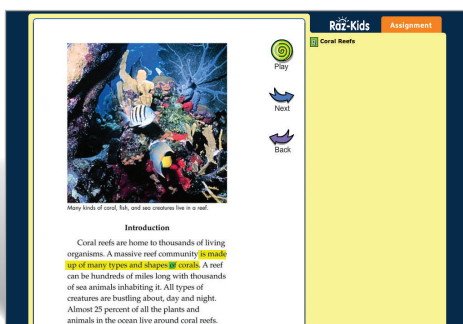 Raz-Kids
Assignment
Coral Reefs
Play
Next
Back
Many kinds of coral, fish, and sea creatures live in a reef.
Introduction
Coral reefs are home to thousands of living
organisms. A massive reef community is made
up of many types and shapes of corals. A reef
can be hundreds of miles long with thousands
of sea animals inhabiting it. All types of
creatures are bustling about, day and night.
Almost 25 percent of all the plants and
animals in the ocean live around coral reefs.